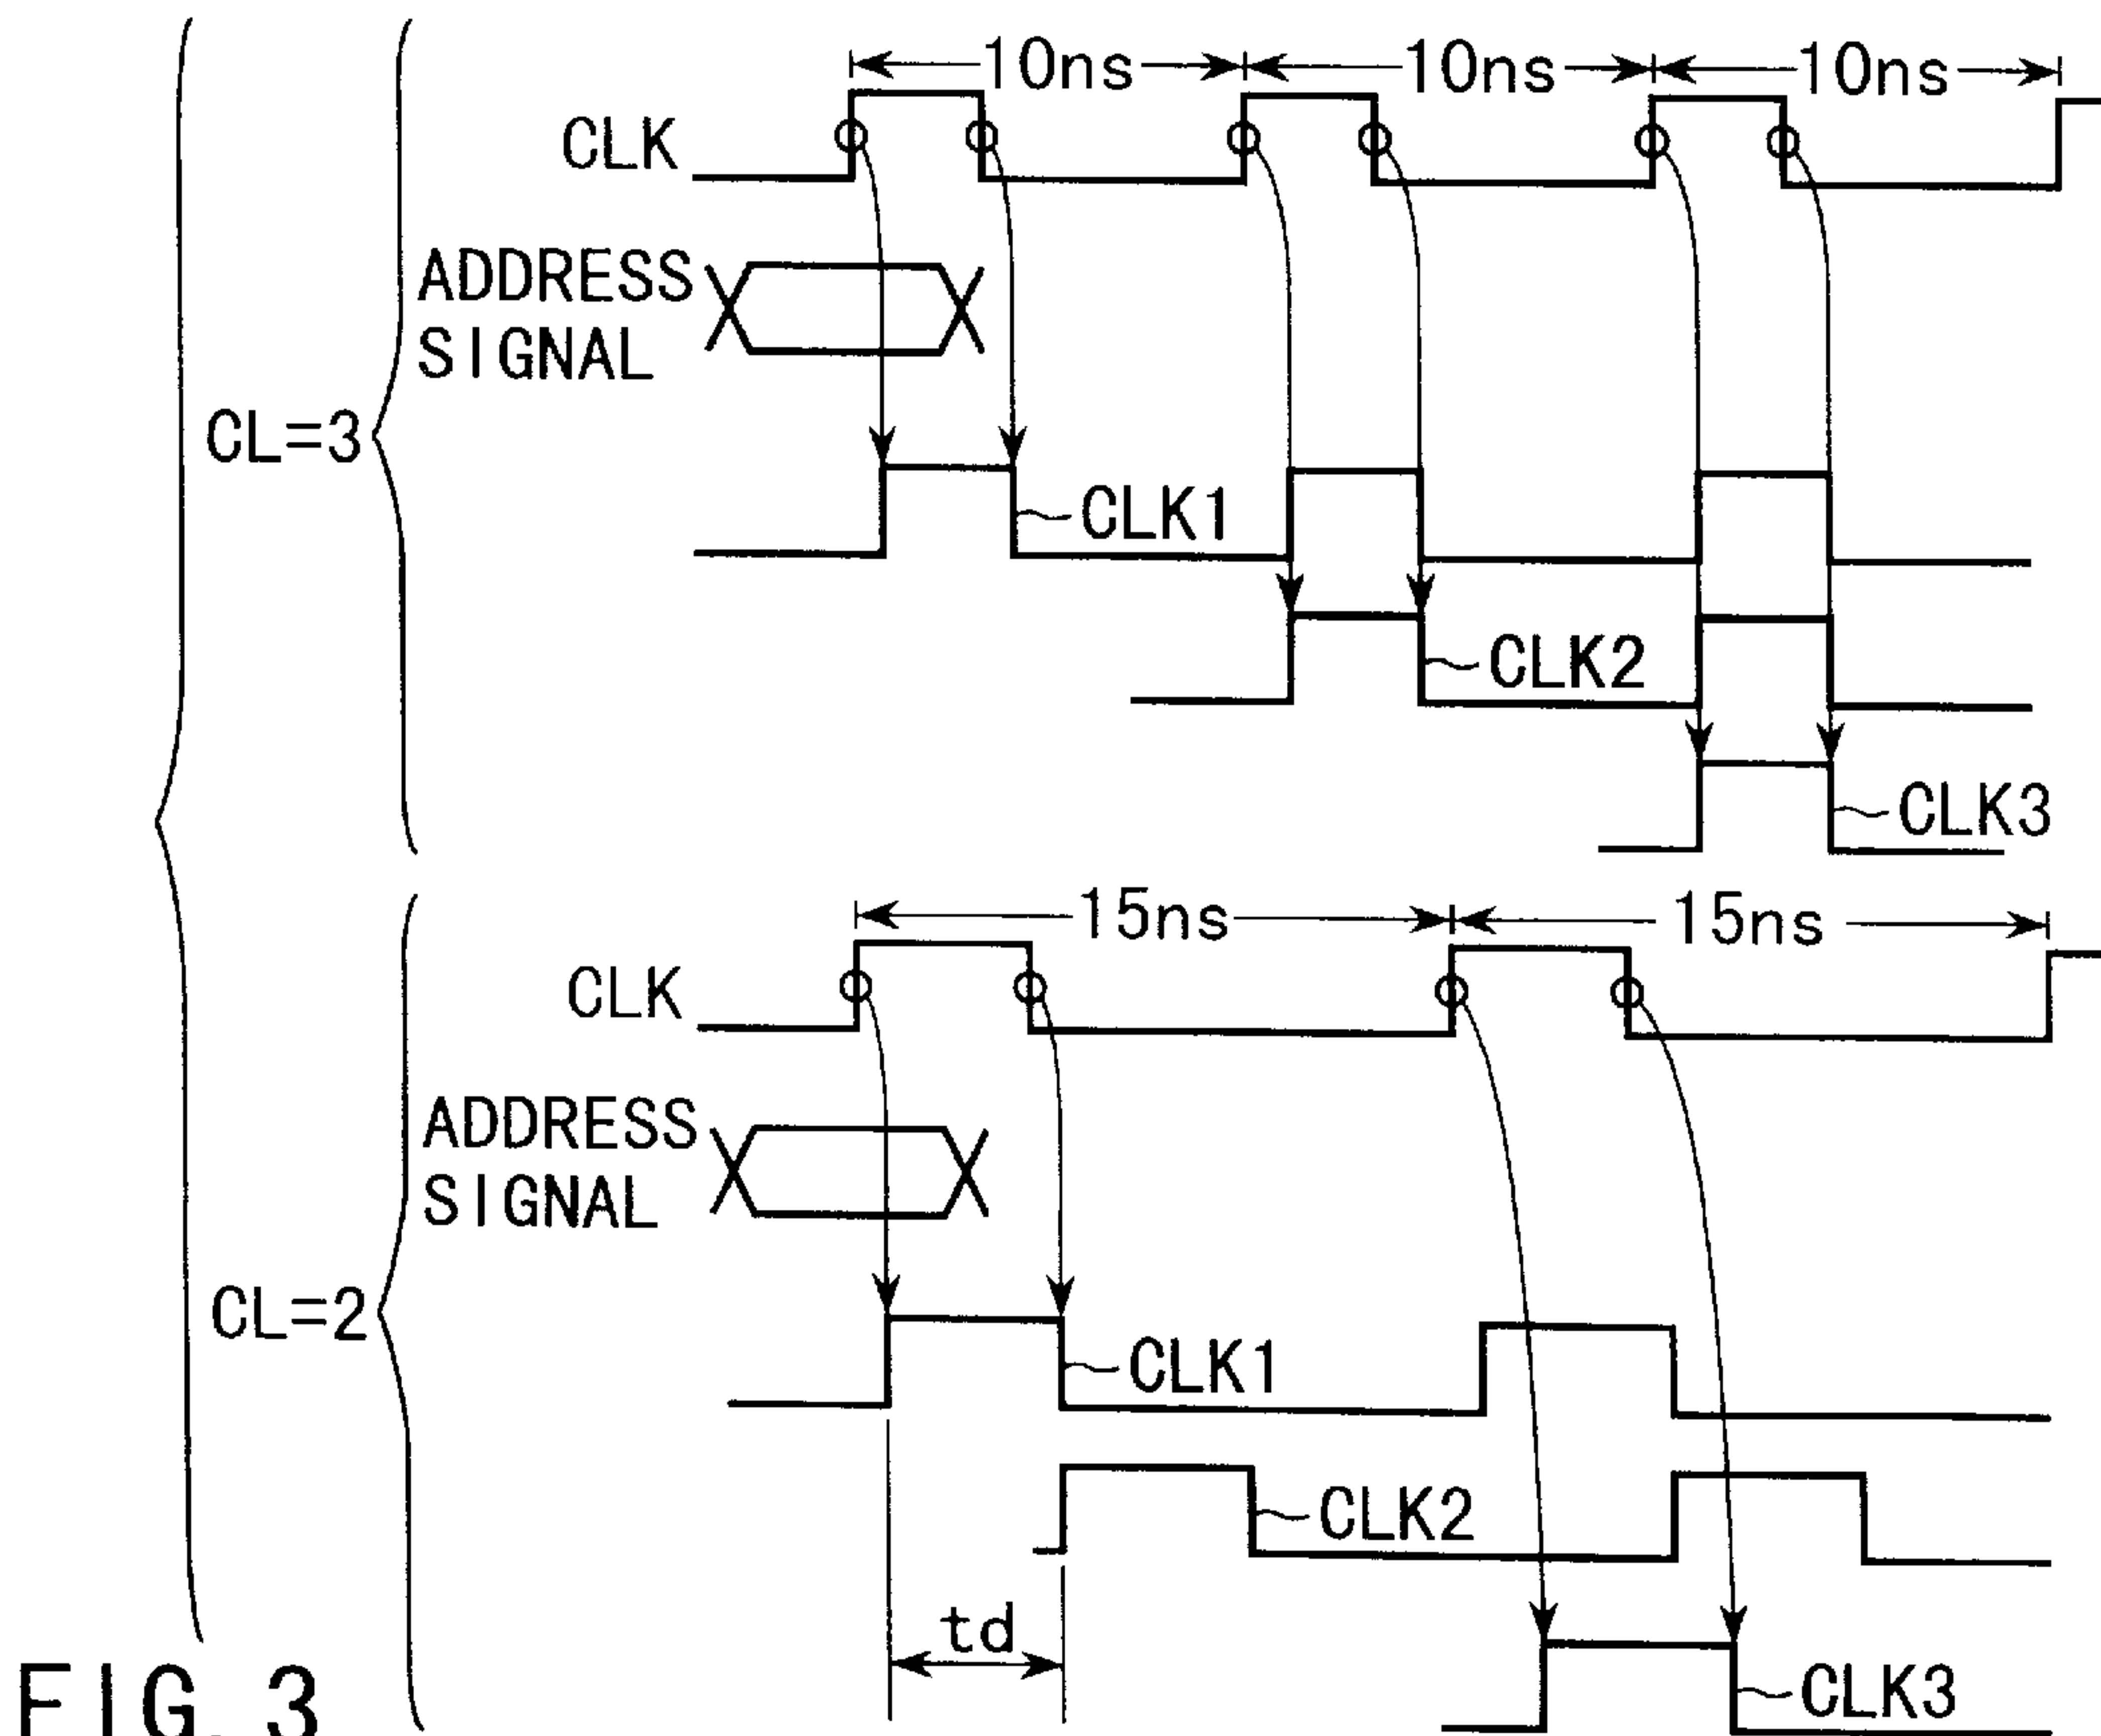 10ns 10ns 10ns
CLK
ADDRESS
SIGNAL
CL=3
CLK1
CLK2
CLK3
15ns 15ns
CLK
ADDRESS
SIGNAL
CL=2
CLK1
CLK2
td
CLK3
FIG. 3